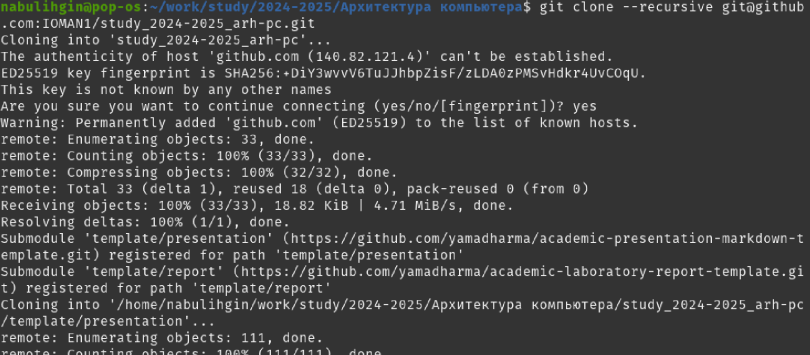 nabulihgin@pop-os:~/work/study/2024-2025/Архитектура компьютера$ git clone --recursive git@github
.com:IOMAN1/study_2024-2025_arh-pc.git
Cloning into 'study_2024-2025_arh-pc'...
The authenticity of host 'github.com (140.82.121.4)' can't be established.
ED25519 key fingerprint is SHA256:+DiY3wvvV6TuJJhbpZisF/zLDA0zPMSvHdkr4UvCOqU.
This key is not known by any other names
Are you sure you want to continue connecting (yes/no/[fingerprint])? yes
Warning: Permanently added 'github.com' (ED25519) to the list of known hosts.
remote: Enumerating objects: 33, done.
remote: Counting objects: 100% (33/33), done.
remote: Compressing objects: 100% (32/32), done.
remote: Total 33 (delta 1), reused 18 (delta 0), pack-reused 0 (from 0)
Receiving objects: 100% (33/33), 18.82 KiB | 4.71 MiB/s, done.
Resolving deltas: 100% (1/1), done.
Submodule 'template/presentation' (https://github.com/yamadharma/academic-presentation-markdown-t
emplate.git) registered for path 'template/presentation'
Submodule 'template/report' (https://github.com/yamadharma/academic-laboratory-report-template.gi
t) registered for path 'template/report'
Cloning into '/home/nabulihgin/work/study/2024-2025/Архитектура компьютера/study_2024-2025_arh-pc
/template/presentation'...
remote: Enumerating objects: 111, done.
remote: Counting objects: 100% (111/111), done.